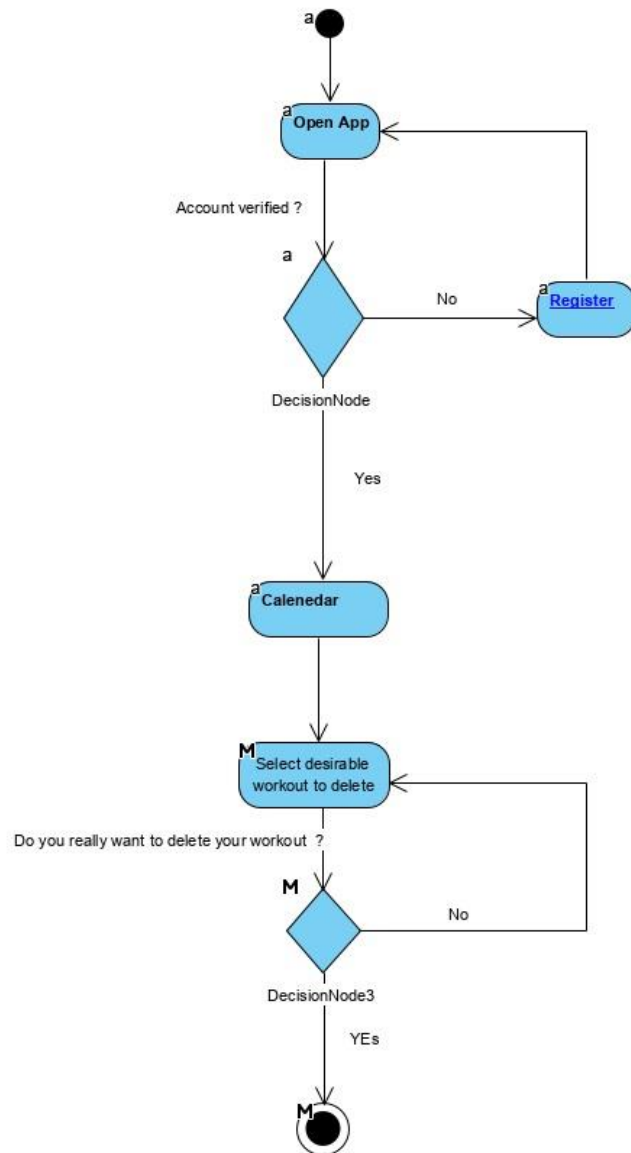 a
a
Open App
Account verified ?
a
No
a
Register
DecisionNode
Yes
a
Calenedar
M
Select desirable
workout to delete
Do you really want to delete your workout ?
M
No
DecisionNode3
YEs
M